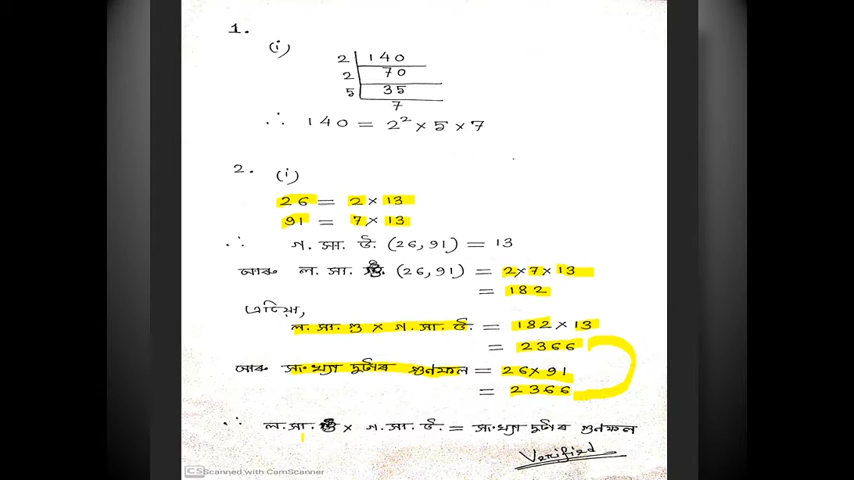 1.
(i)
2 | 140
2 | 70
5 | 35
7
∴ 140 = 2² × 5 × 7
2. (i)
26 = 2 × 13
91 = 7 × 13
∴ গ. সা. উ. (26, 91) = 13
আৰু ল. সা. গু. (26, 91) = 2 × 7 × 13
= 182
এতিয়া,
ল. সা. গু × গ. সা. উ. = 182 × 13
= 2366
আৰু সংখ্যা দুটাৰ গুণফল = 26 × 91
= 2366
∴ ল. সা. গু × গ. সা. উ. = সংখ্যা দুটাৰ গুণফল
Verified
CS Scanned with CamScanner